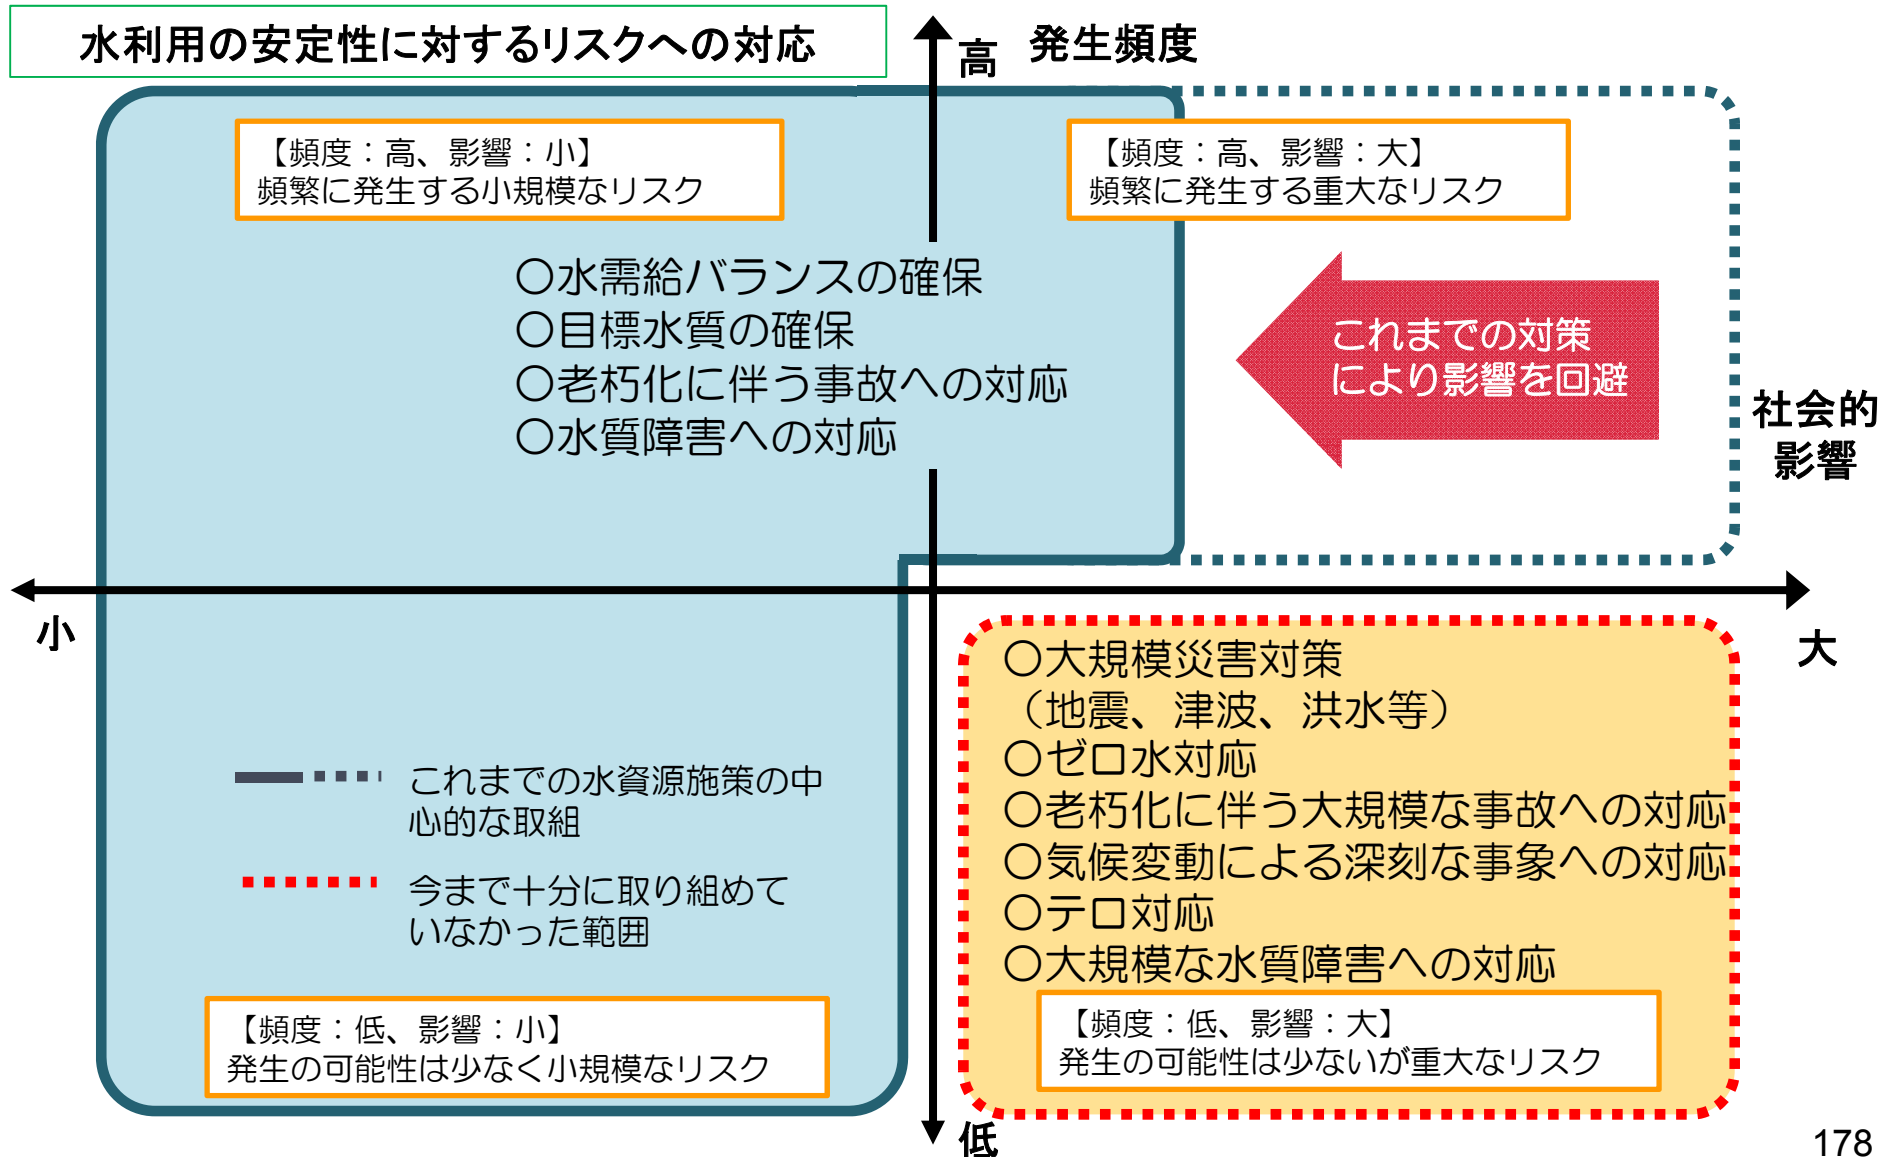 水利用の安定性に対するリスクへの対応
高
発生頻度
【頻度：高、影響：小】
頻繁に発生する小規模なリスク
【頻度：高、影響：大】
頻繁に発生する重大なリスク
〇水需給バランスの確保
〇目標水質の確保
〇老朽化に伴う事故への対応
〇水質障害への対応
これまでの対策
により影響を回避
社会的
影響
小
大
〇大規模災害対策
（地震、津波、洪水等）
〇ゼロ水対応
〇老朽化に伴う大規模な事故への対応
〇気候変動による深刻な事象への対応
〇テロ対応
〇大規模な水質障害への対応
これまでの水資源施策の中
心的な取組
今まで十分に取り組めて
いなかった範囲
【頻度：低、影響：小】
発生の可能性は少なく小規模なリスク
【頻度：低、影響：大】
発生の可能性は少ないが重大なリスク
低
178